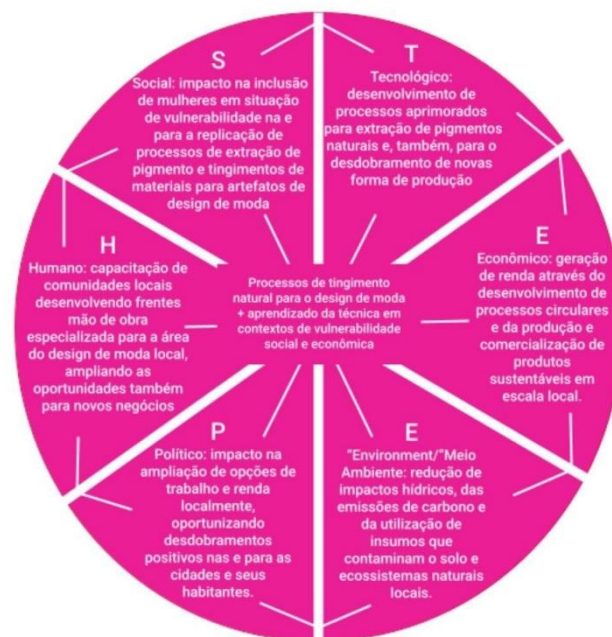 S
Social: impacto na inclusão
de mulheres em situação
de vulnerabilidade na e
para a replicação de
processos de extração de
pigmento e tingimentos de
materiais para artefatos de
design de moda
T
Tecnológico:
desenvolvimento de
processos aprimorados
para extração de pigmentos
naturais e, também, para o
desdobramento de novas
forma de produção
H
Humano: capacitação de
comunidades locais
desenvolvendo frentes
mão de obra
especializada para a área
do design de moda local,
ampliando as
oportunidades também
para novos negócios
Processos de tingimento
natural para o design de moda
+ aprendizado da técnica em
contextos de vulnerabilidade
social e econômica
E
Econômico: geração
de renda através do
desenvolvimento de
processos circulares
e da produção e
comercialização de
produtos
sustentáveis em
escala local.
P
Político: impacto na
ampliação de opções de
trabalho e renda
localmente,
oportunizando
desdobramentos
positivos nas e para as
cidades e seus
habitantes.
E
"Environment/"Meio
Ambiente: redução de
impactos hídricos, das
emissões de carbono e
da utilização de
insumos que
contaminam o solo e
ecossistemas naturais
locais.